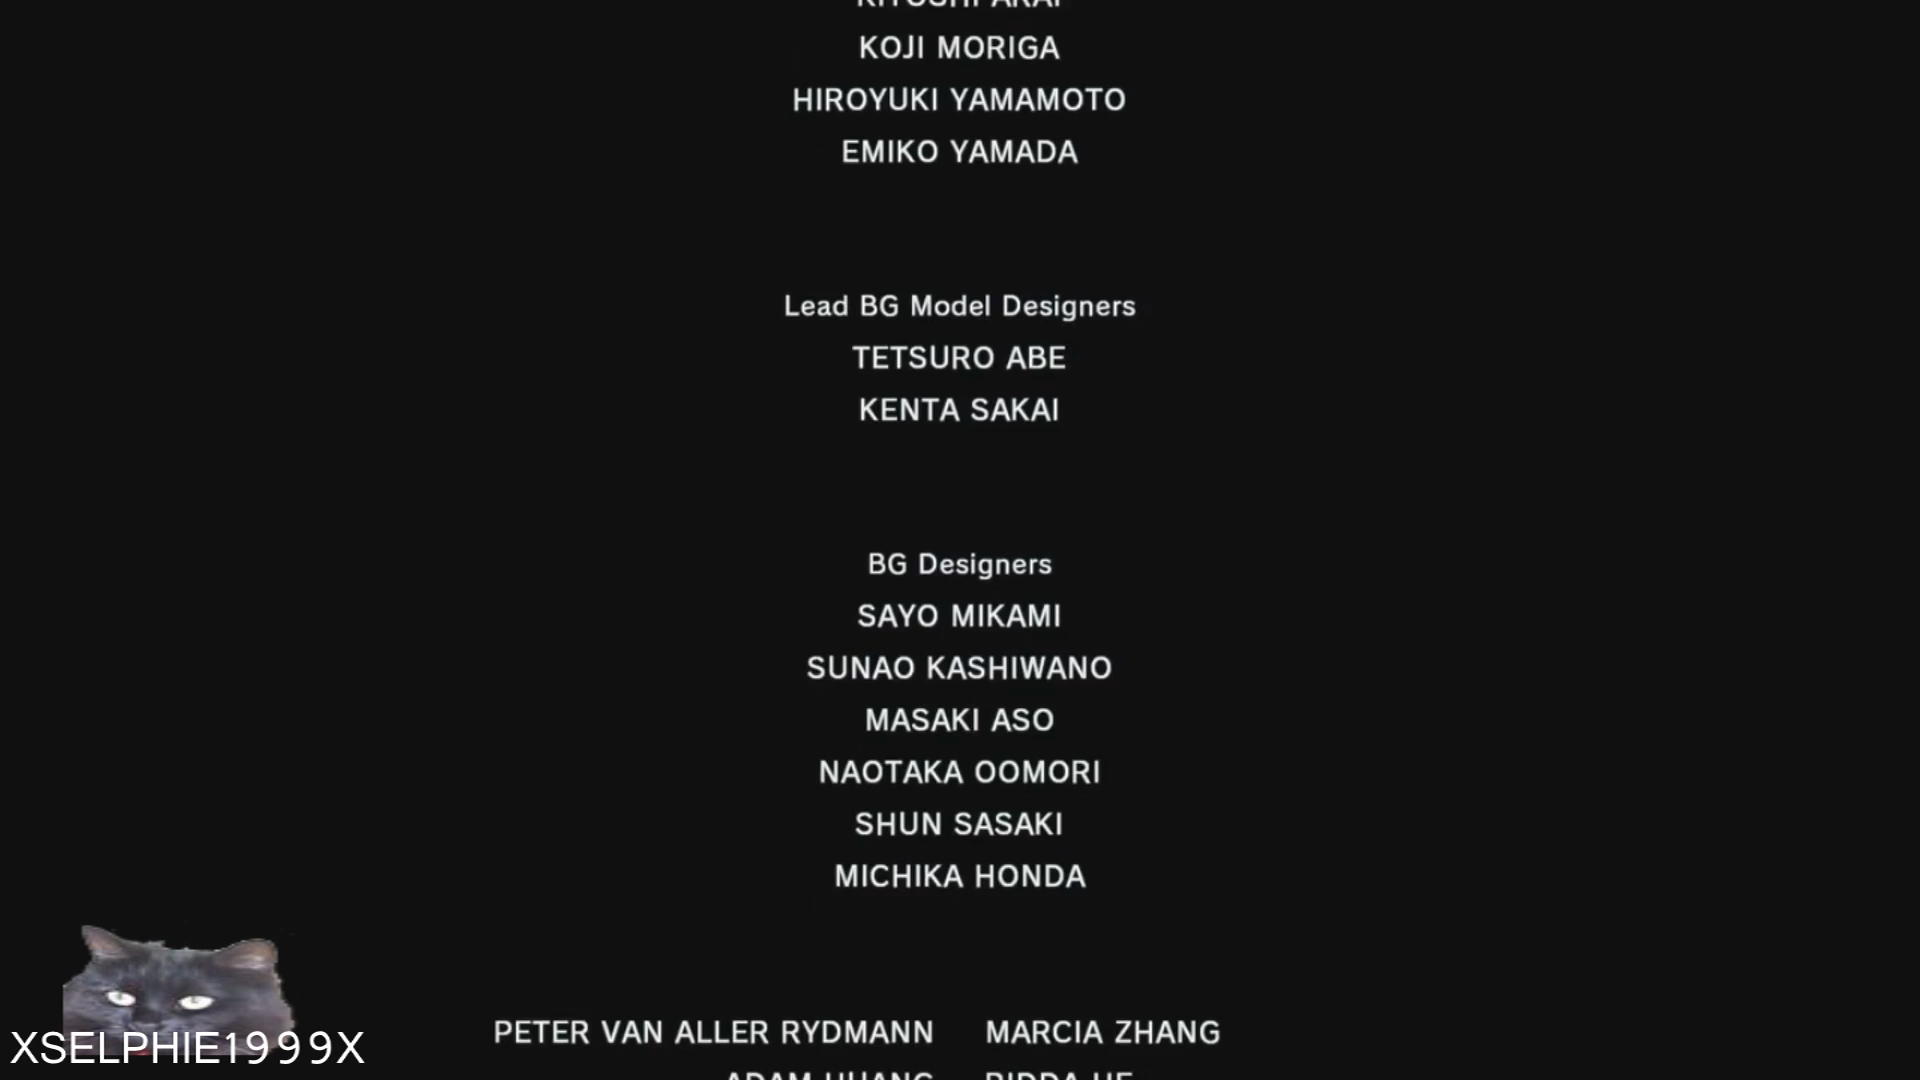 KOJI MORIGA
HIROYUKI YAMAMOTO
EMIKO YAMADA
Lead BG Model Designers
TETSURO ABE
KENTA SAKAI
BG Designers
SAYO MIKAMI
SUNAO KASHIWANO
MASAKI ASO
NAOTAKA OOMORI
SHUN SASAKI
MICHIKA HONDA
PETER VAN ALLER RYDMANN MARCIA ZHANG
XSELPHIE1999X